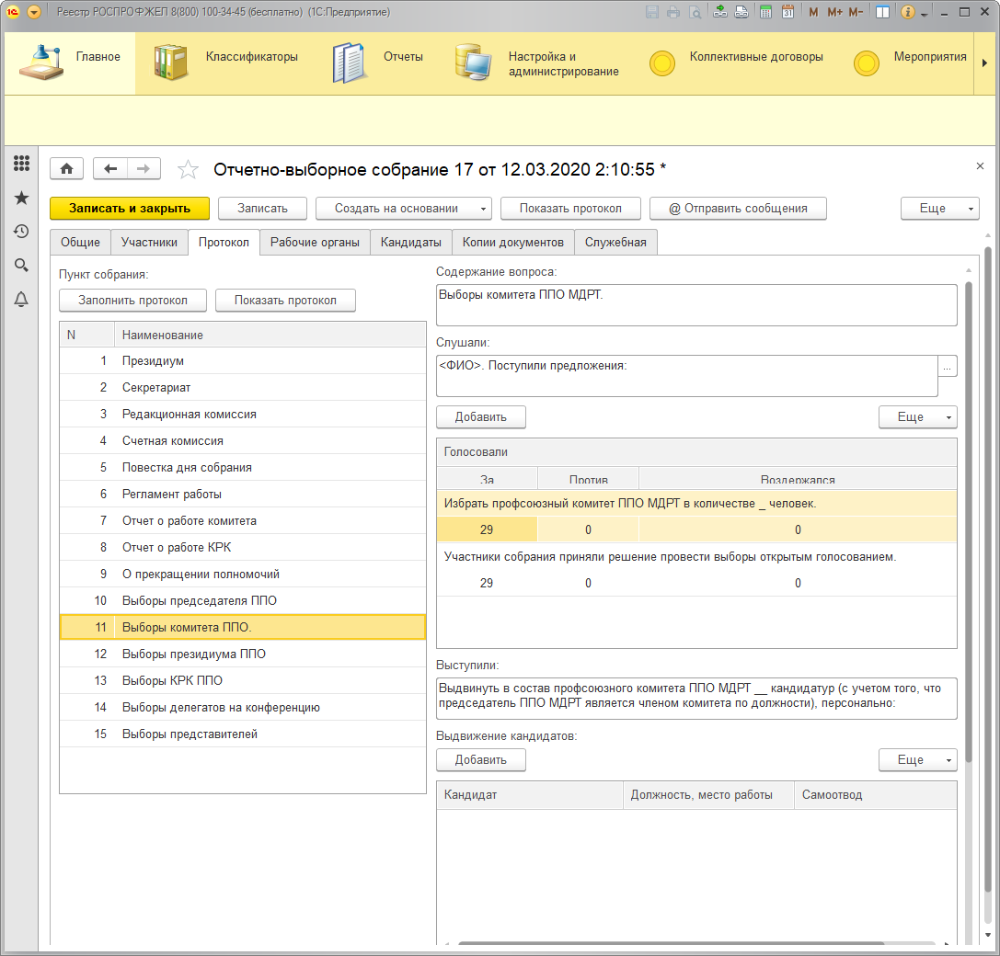 Реестр РОСПРОФЖЕЛ 8(800) 100-34-45 (бесплатно) (1С:Предприятие)
M M+ M-
Главное
Классификаторы
Отчеты
Настройка и
администрирование
Коллективные договоры
Мероприятия
Отчетно-выборное собрание 17 от 12.03.2020 2:10:55 *
Записать и закрыть
Записать
Создать на основании
Показать протокол
@ Отправить сообщения
Еще
Общие
Участники
Протокол
Рабочие органы
Кандидаты
Копии документов
Служебная
Пункт собрания:
Заполнить протокол
Показать протокол
N Наименование
1 Президиум
2 Секретариат
3 Редакционная комиссия
4 Счетная комиссия
5 Повестка дня собрания
6 Регламент работы
7 Отчет о работе комитета
8 Отчет о работе КРК
9 О прекращении полномочий
10 Выборы председателя ППО
11 Выборы комитета ППО.
12 Выборы президиума ППО
13 Выборы КРК ППО
14 Выборы делегатов на конференцию
15 Выборы представителей
Содержание вопроса:
Выборы комитета ППО МДРТ.
Слушали:
<ФИО>. Поступили предложения:
...
Добавить
Еще
Голосовали
За Против Воздержался
Избрать профсоюзный комитет ППО МДРТ в количестве _ человек.
29 0 0
Участники собрания приняли решение провести выборы открытым голосованием.
29 0 0
Выступили:
Выдвинуть в состав профсоюзного комитета ППО МДРТ __ кандидатур (с учетом того, что
председатель ППО МДРТ является членом комитета по должности), персонально:
Выдвижение кандидатов:
Добавить
Еще
Кандидат Должность, место работы Самоотвод